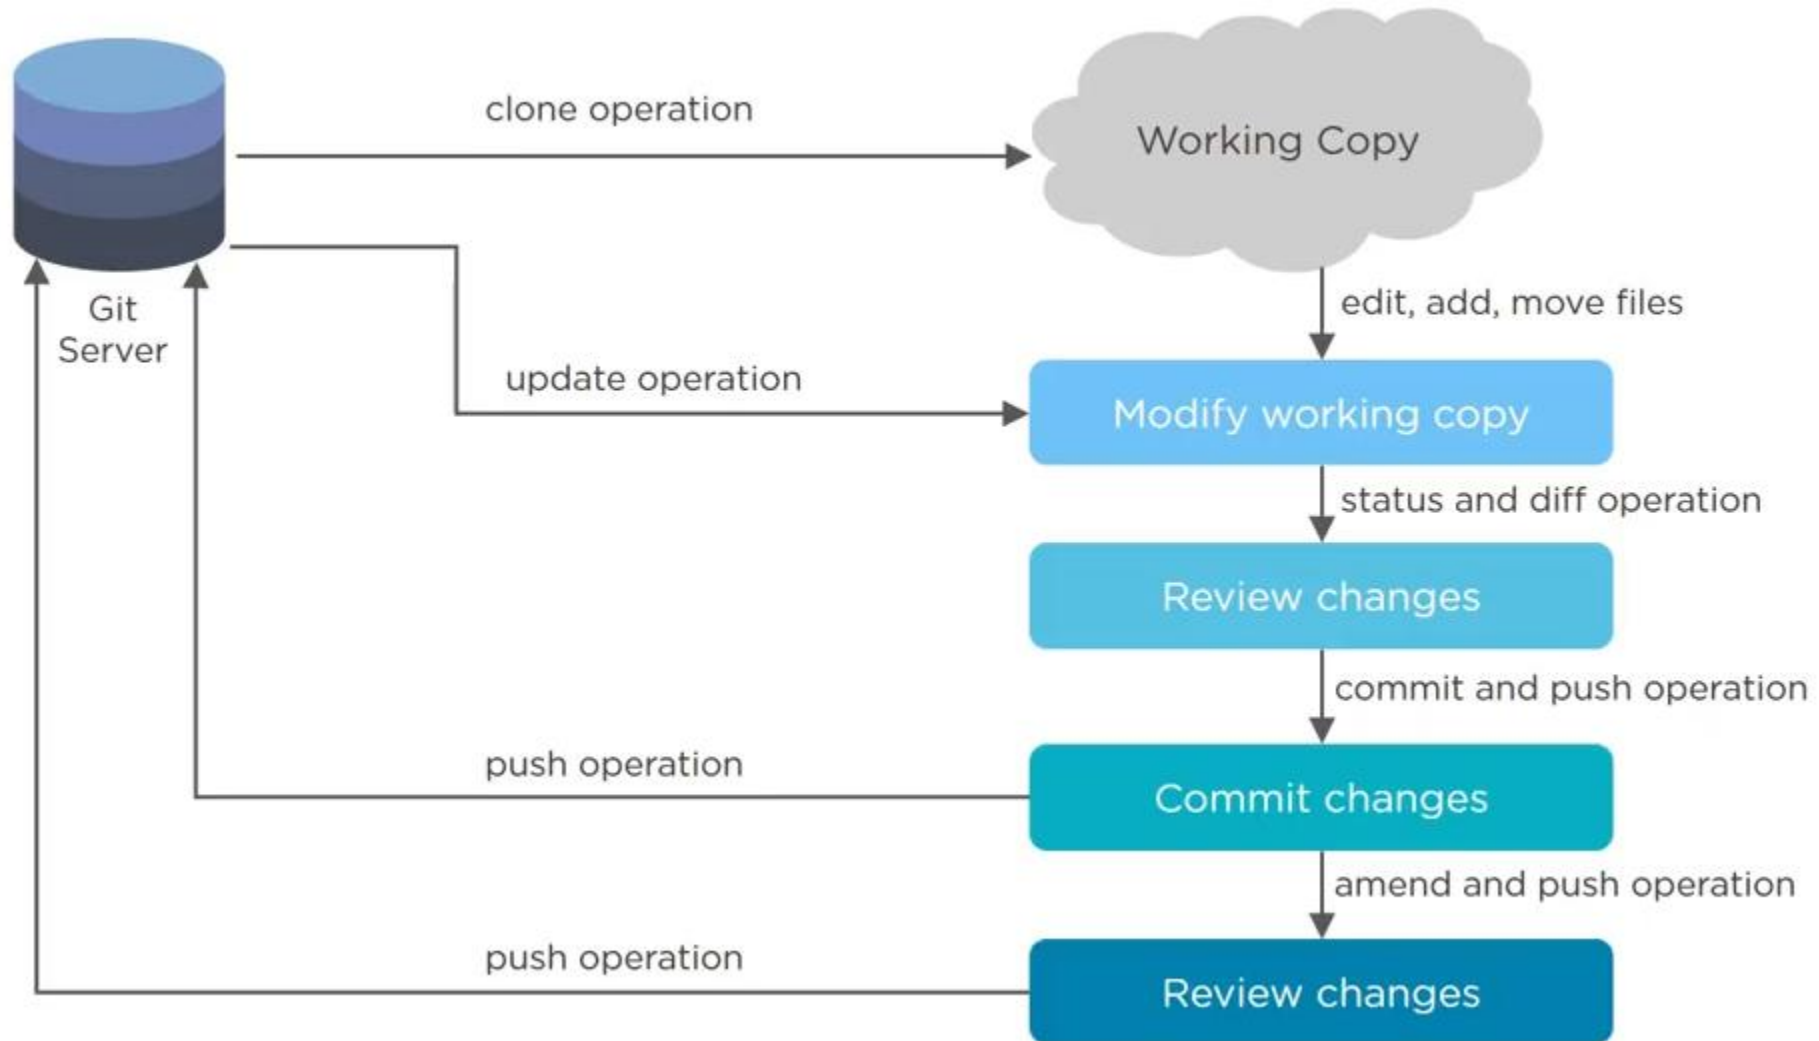 clone operation
Working Copy
Git
Server
edit, add, move files
update operation
Modify working copy
status and diff operation
Review changes
commit and push operation
push operation
Commit changes
amend and push operation
push operation
Review changes